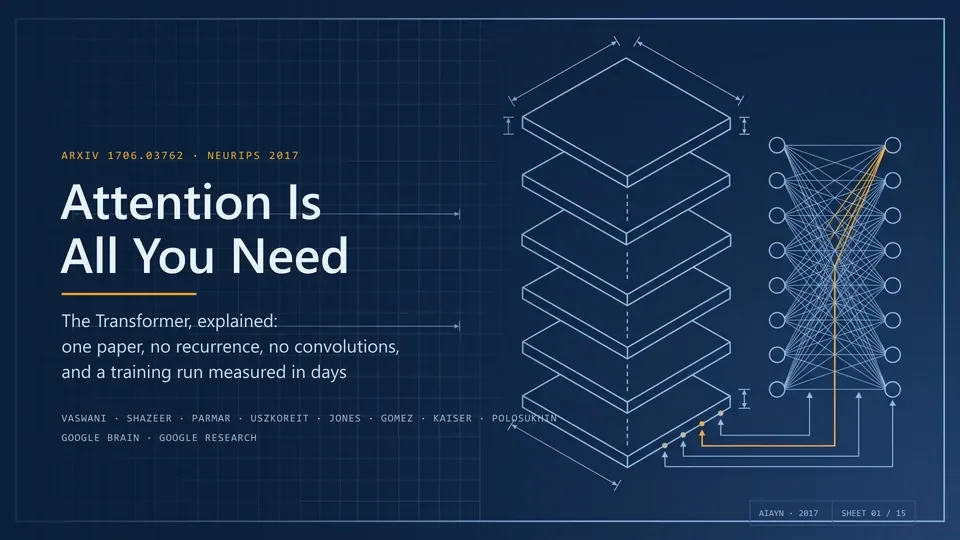 ARXIV 1706.03762 · NEURIPS 2017
Attention Is
All You Need
The Transformer, explained:
one paper, no recurrence, no convolutions,
and a training run measured in days
VASWANI · SHAZEER · PARMAR · USZKOREIT · JONES · GOMEZ · KAISER · POLOSUKHIN
GOOGLE BRAIN · GOOGLE RESEARCH
AIAYN · 2017
SHEET 01 / 15